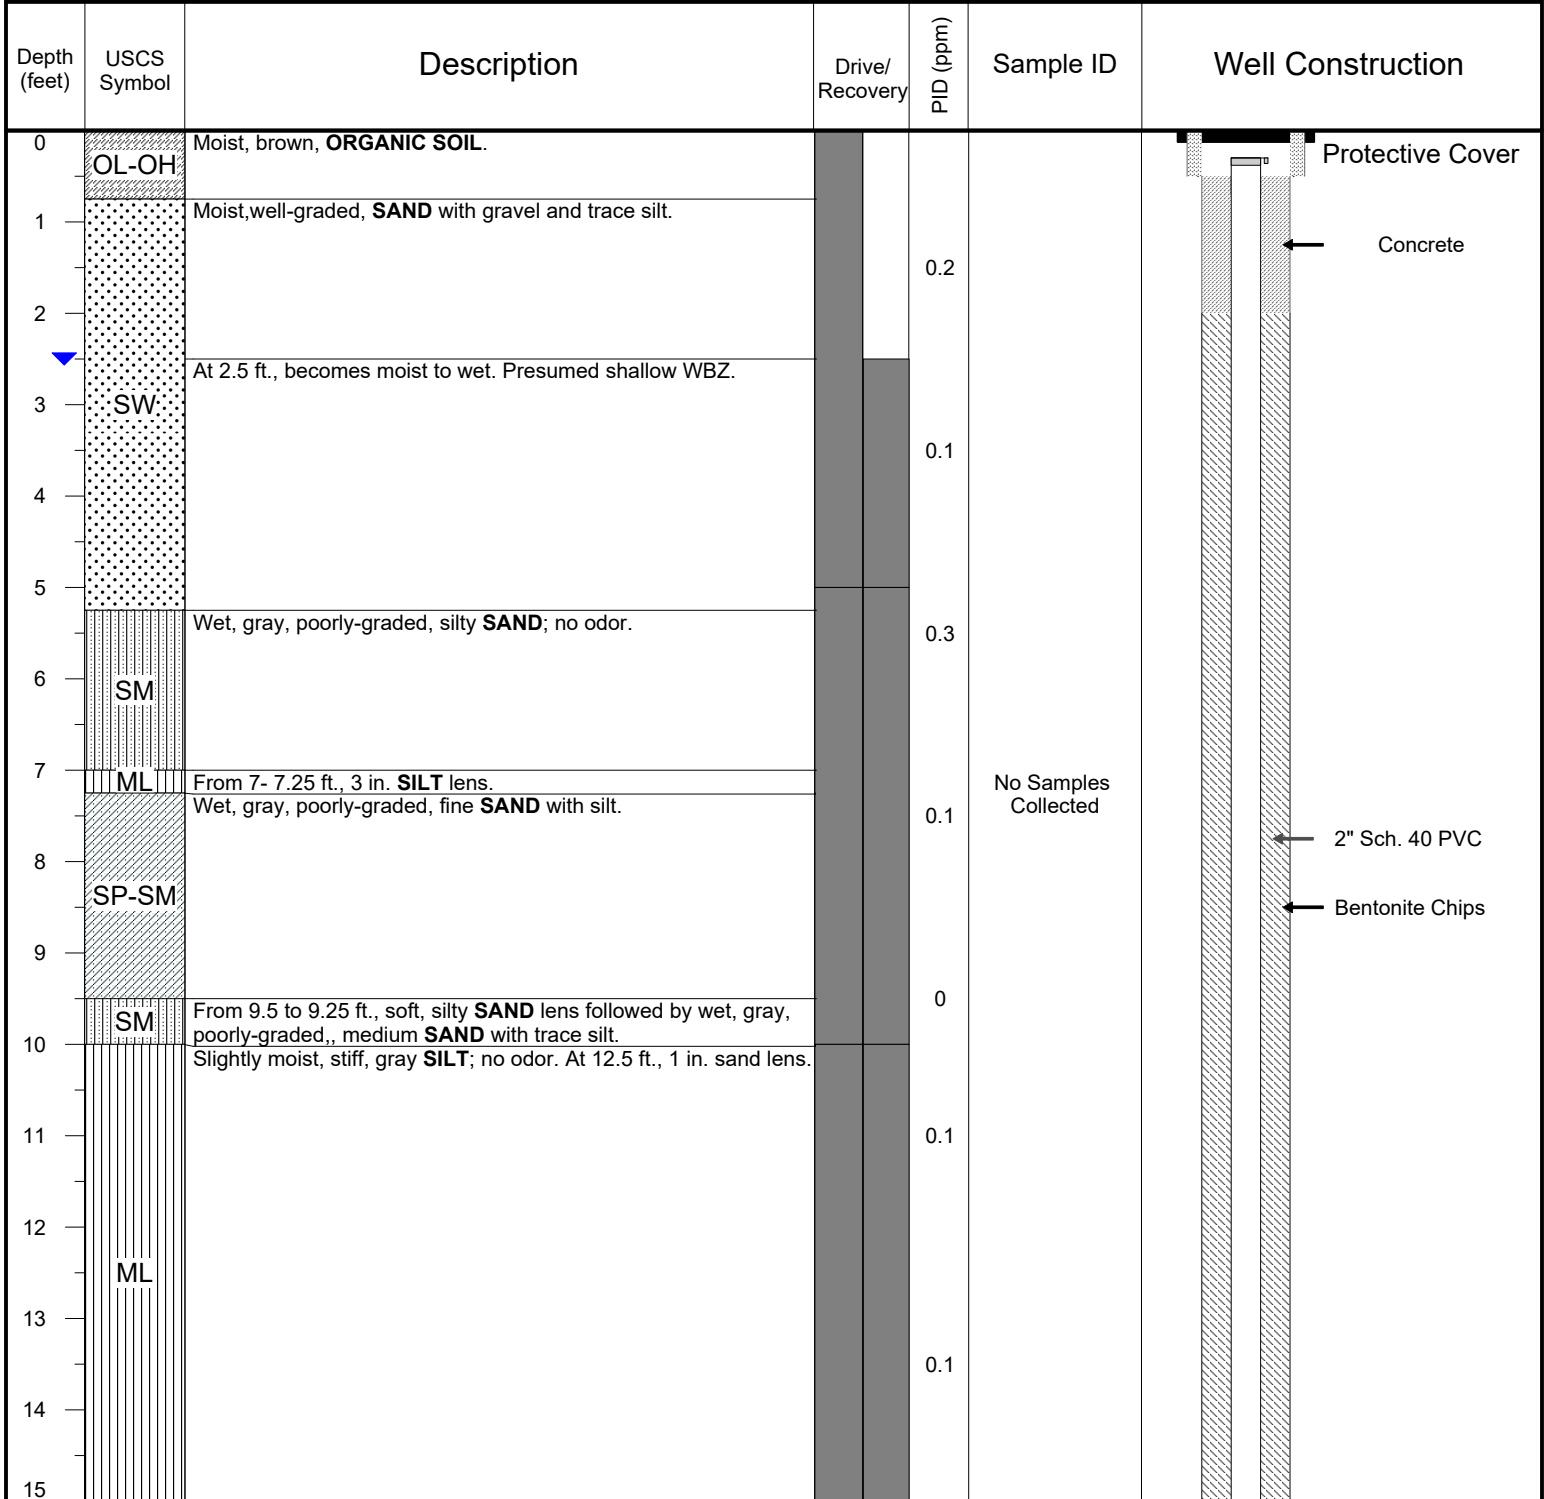 Depth
(feet)
USCS
Symbol
Description
Drive/
Recovery
PID (ppm)
Sample ID
Well Construction
0
OL-OH
Moist, brown, ORGANIC SOIL.
Protective Cover
1
Moist,well-graded, SAND with gravel and trace silt.
Concrete
0.2
2
At 2.5 ft., becomes moist to wet. Presumed shallow WBZ.
3
SW
0.1
4
5
Wet, gray, poorly-graded, silty SAND; no odor.
0.3
6
SM
7
ML
From 7- 7.25 ft., 3 in. SILT lens.
Wet, gray, poorly-graded, fine SAND with silt.
0.1
No Samples
Collected
2" Sch. 40 PVC
8
SP-SM
Bentonite Chips
9
0
From 9.5 to 9.25 ft., soft, silty SAND lens followed by wet, gray,
poorly-graded,, medium SAND with trace silt.
SM
10
Slightly moist, stiff, gray SILT; no odor. At 12.5 ft., 1 in. sand lens.
11
0.1
12
ML
13
0.1
14
15